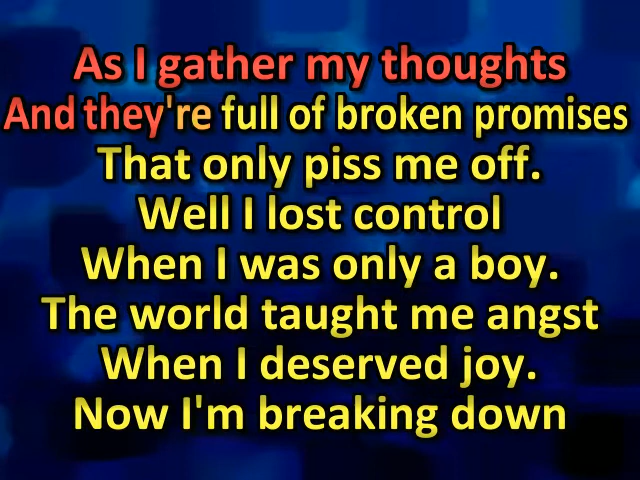 As I gather my thoughts
And they're full of broken promises
That only piss me off.
Well I lost control
When I was only a boy.
The world taught me angst
When I deserved joy.
Now I'm breaking down